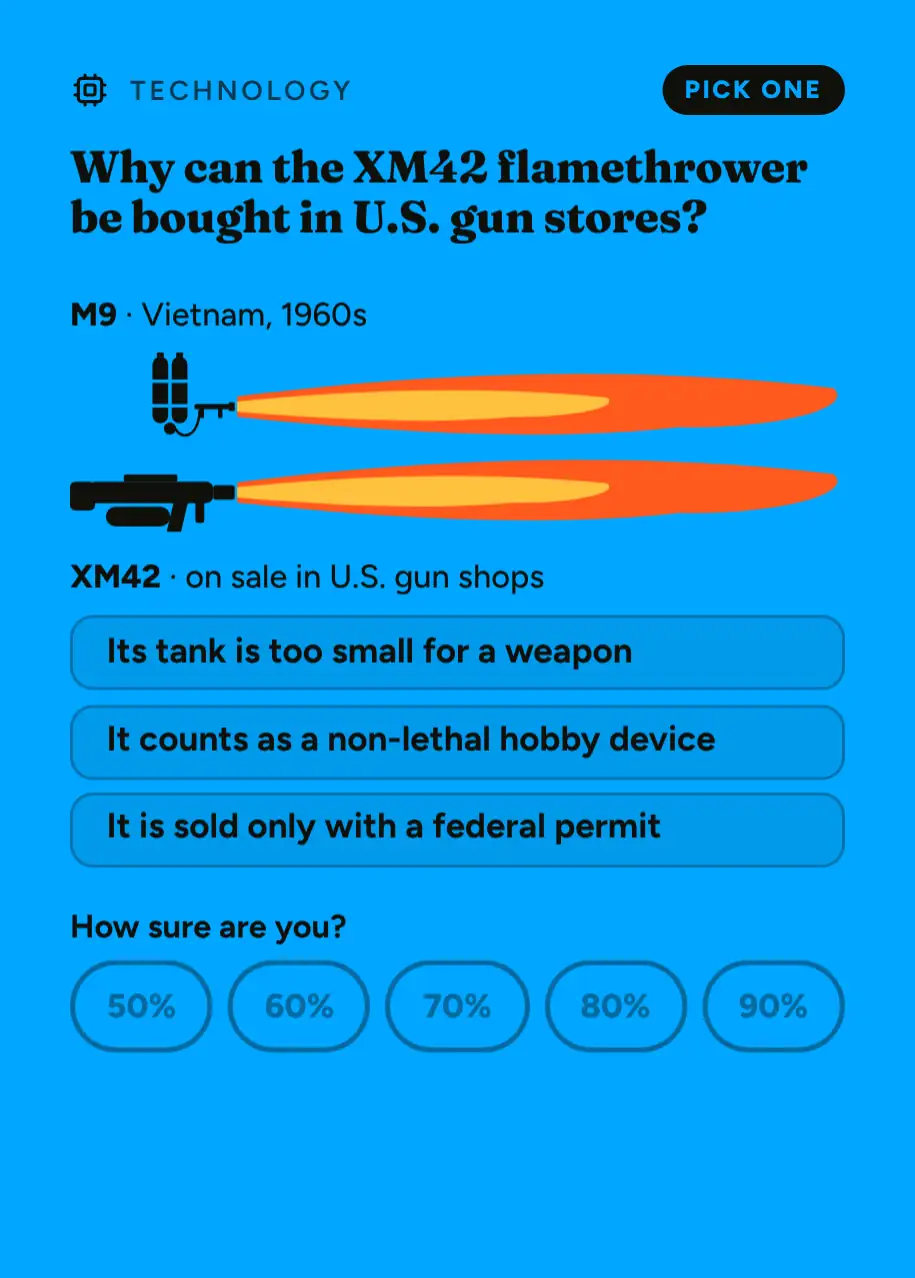 TECHNOLOGY
PICK ONE
Why can the XM42 flamethrower
be bought in U.S. gun stores?
M9 · Vietnam, 1960s
XM42 · on sale in U.S. gun shops
Its tank is too small for a weapon
It counts as a non-lethal hobby device
It is sold only with a federal permit
How sure are you?
50% 60% 70% 80% 90%